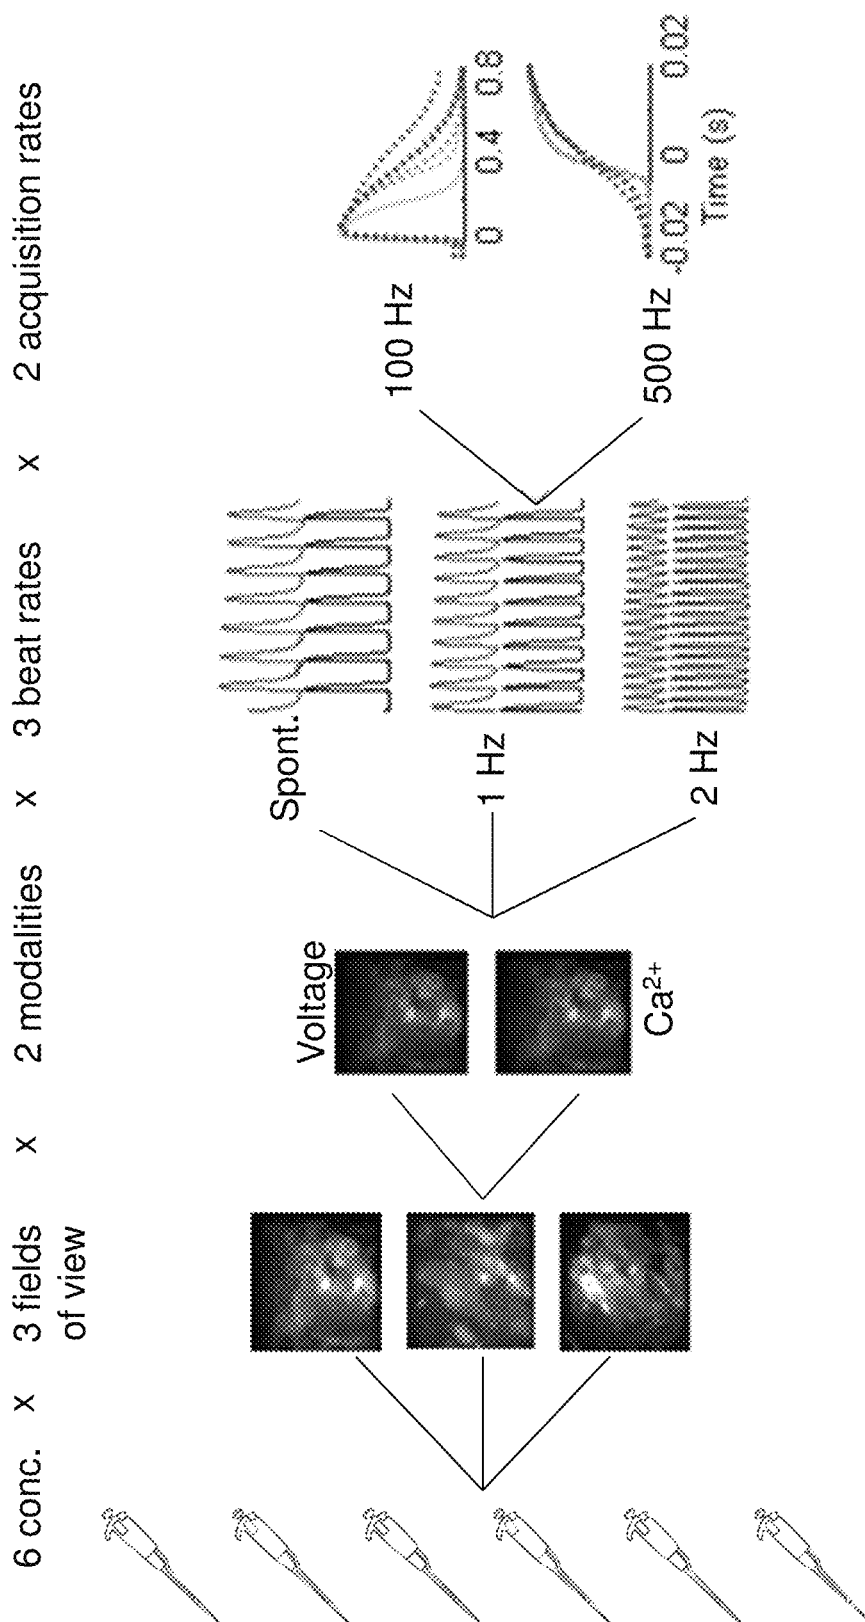 6 conc. x 3 fields of view x 2 modalities x 3 beat rates x 2 acquisition rates
Voltage
Ca²⁺
Spont.
1 Hz
2 Hz
100 Hz
0 0.4 0.8
500 Hz
-0.02 0 0.02
Time (s)